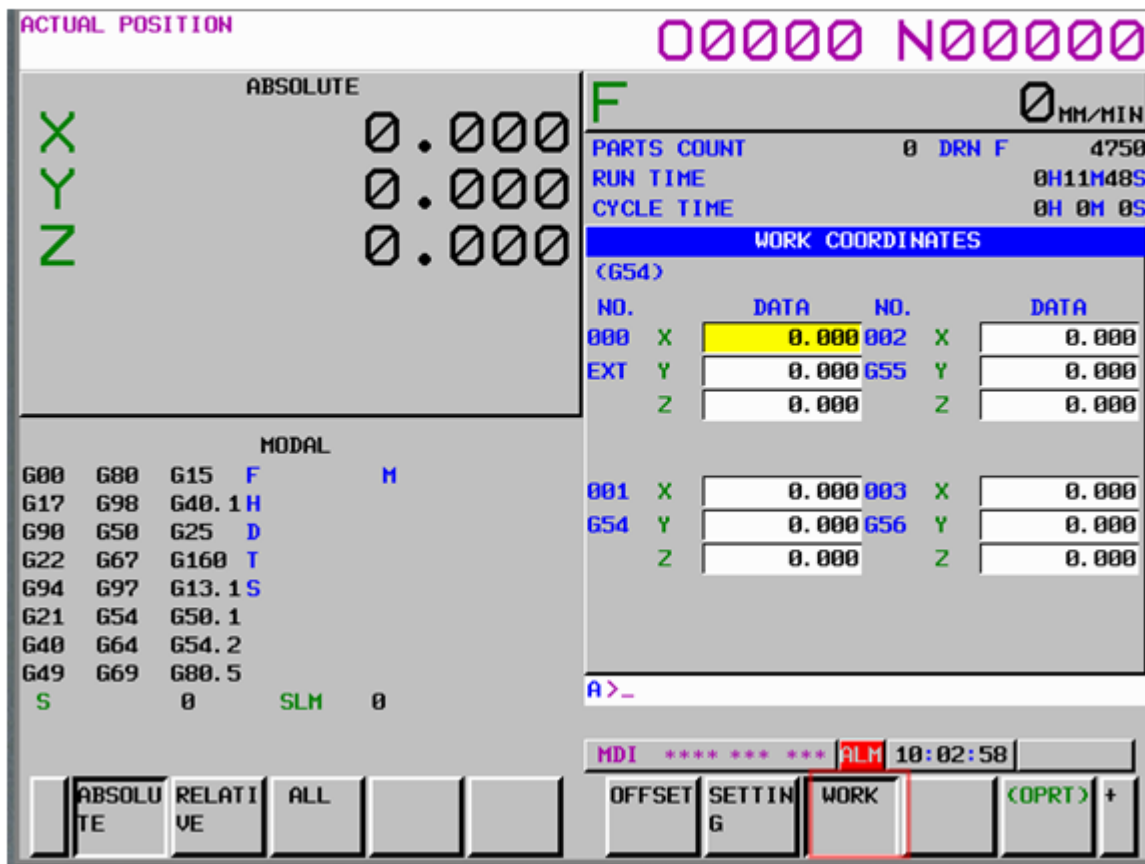 ACTUAL POSITION
O0000 N00000
ABSOLUTE
X 0.000
Y 0.000
Z 0.000
F 0 MM/MIN
PARTS COUNT 0 DRN F 4750
RUN TIME 0H11M48S
CYCLE TIME 0H 0M 0S
WORK COORDINATES
(G54)
NO. DATA NO. DATA
000 X 0.000 002 X 0.000
EXT Y 0.000 G55 Y 0.000
Z 0.000 Z 0.000
001 X 0.000 003 X 0.000
G54 Y 0.000 G56 Y 0.000
Z 0.000 Z 0.000
MODAL
G00 G80 G15 F M
G17 G98 G40.1 H
G90 G50 G25 D
G22 G67 G160 T
G94 G97 G13.1 S
G21 G54 G50.1
G40 G64 G54.2
G49 G69 G80.5
S 0 SLM 0
A>_
MDI **** *** *** ALM 10:02:58
ABSOLU RELATI ALL OFFSET SETTIN WORK (OPRT) +
TE VE G